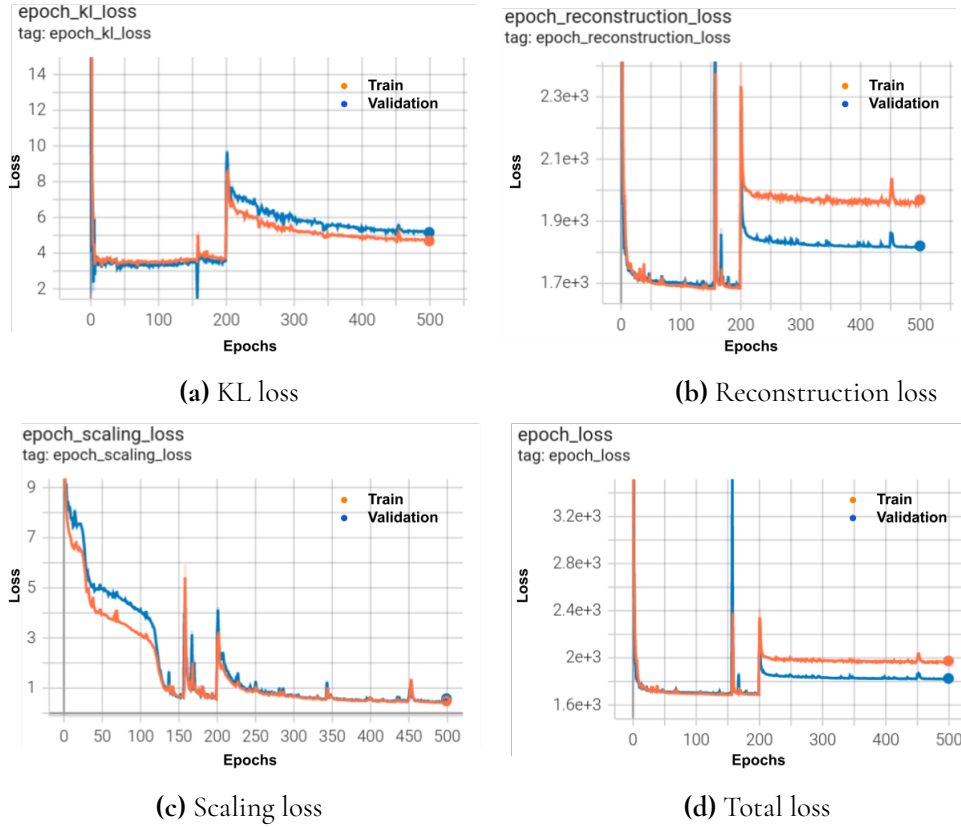 epoch_kl_loss
tag: epoch_kl_loss
14
12
10
8
6
4
2
Loss
Train
Validation
0 100 200 300 400 500
Epochs
(a) KL loss
epoch_reconstruction_loss
tag: epoch_reconstruction_loss
2.3e+3
2.1e+3
1.9e+3
1.7e+3
Loss
Train
Validation
0 100 200 300 400 500
Epochs
(b) Reconstruction loss
epoch_scaling_loss
tag: epoch_scaling_loss
9
7
5
3
1
Loss
Train
Validation
0 50 100 150 200 250 300 350 400 450 500
Epochs
(c) Scaling loss
epoch_loss
tag: epoch_loss
3.2e+3
2.8e+3
2.4e+3
2e+3
1.6e+3
Loss
Train
Validation
0 100 200 300 400 500
Epochs
(d) Total loss